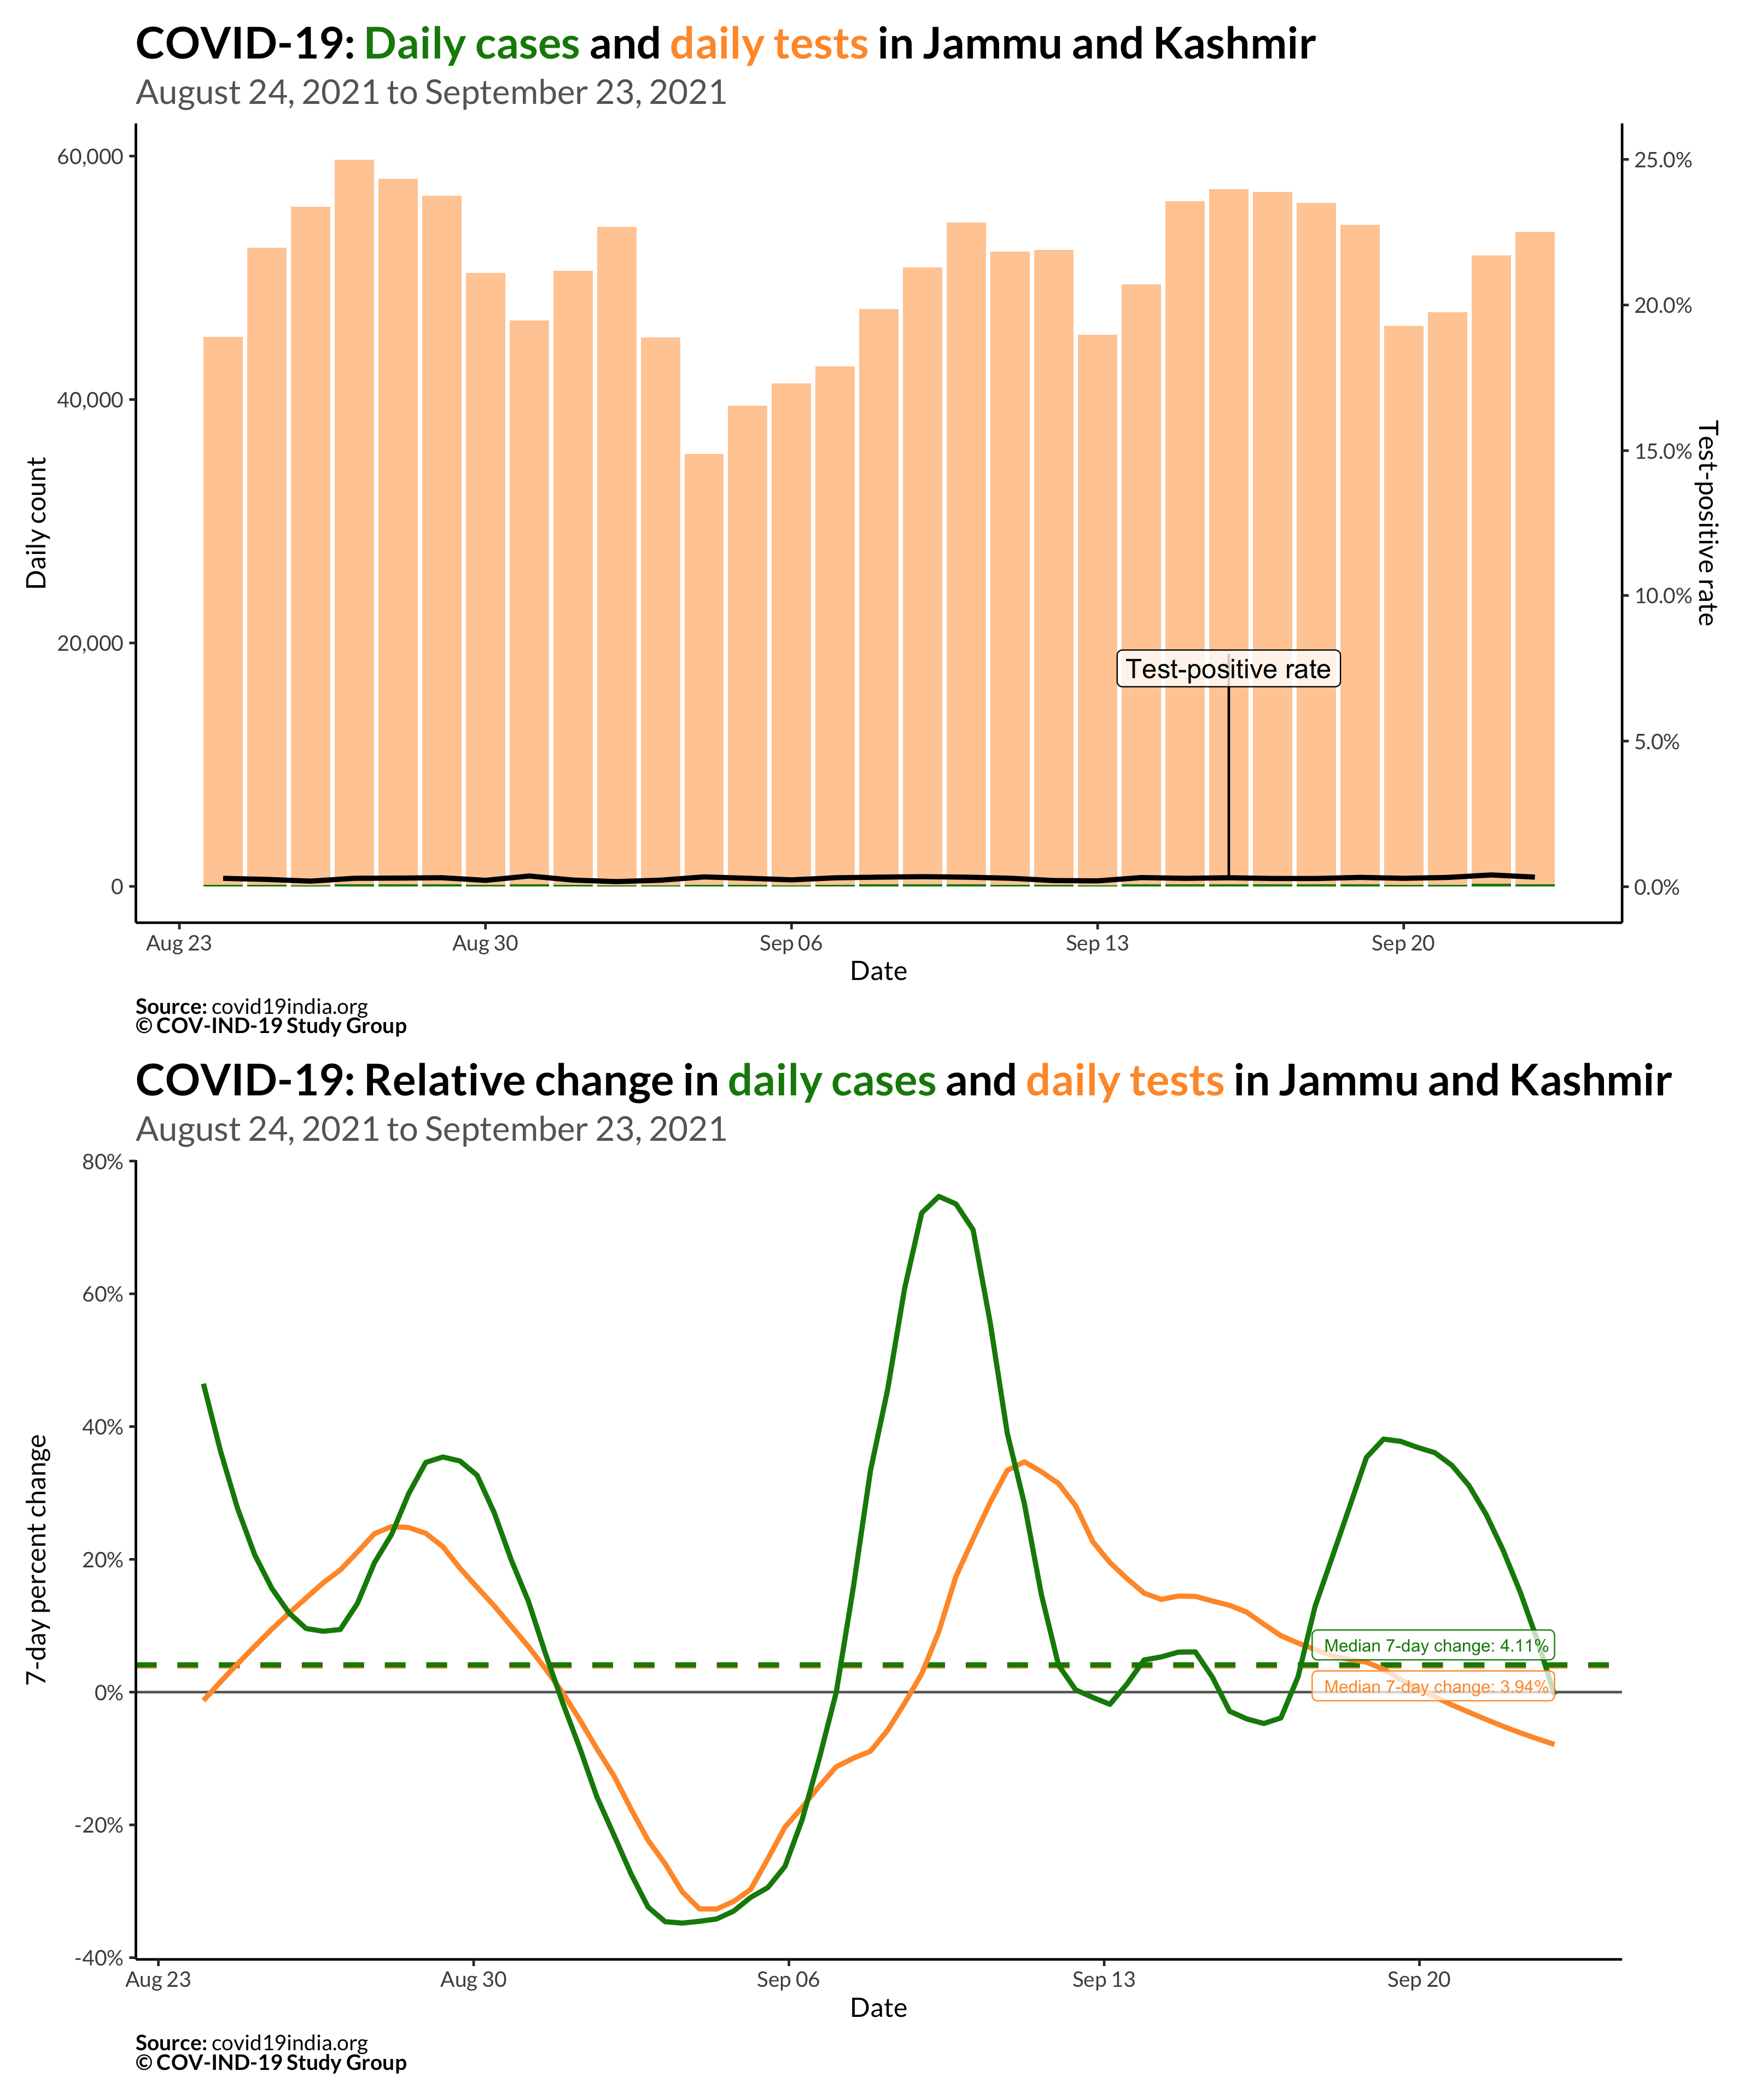 COVID-19: Daily cases and daily tests in Jammu and Kashmir
August 24, 2021 to September 23, 2021
60,000
40,000
20,000
0
Daily count
25.0%
20.0%
15.0%
10.0%
5.0%
0.0%
Test-positive rate
Test-positive rate
Aug 23
Aug 30
Sep 06
Sep 13
Sep 20
Date
Source: covid19india.org
© COV-IND-19 Study Group
COVID-19: Relative change in daily cases and daily tests in Jammu and Kashmir
August 24, 2021 to September 23, 2021
80%
60%
40%
20%
0%
-20%
-40%
7-day percent change
Median 7-day change: 4.11%
Median 7-day change: 3.94%
Aug 23
Aug 30
Sep 06
Sep 13
Sep 20
Date
Source: covid19india.org
© COV-IND-19 Study Group